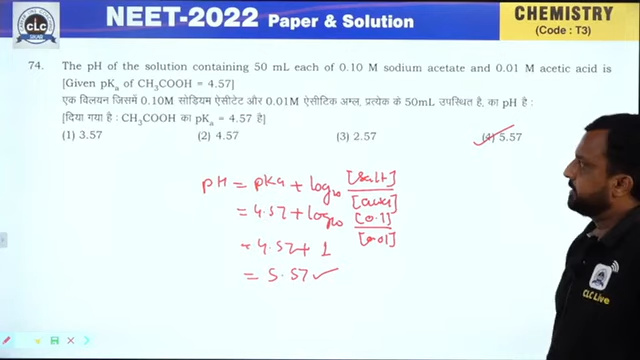 CLC
SIKAR
NEET-2022 Paper & Solution
CHEMISTRY
(Code : T3)
74. The pH of the solution containing 50 mL each of 0.10 M sodium acetate and 0.01 M acetic acid is
[Given pKa of CH3COOH = 4.57]
एक विलयन जिसमें 0.10M सोडियम ऐसीटेट और 0.01M ऐसीटिक अम्ल, प्रत्येक के 50mL उपस्थित है, का pH है :
[दिया गया है : CH3COOH का pKa = 4.57 है]
(1) 3.57 (2) 4.57 (3) 2.57 (4) 5.57
pH = pKa + log10 [salt]/[acid]
= 4.57 + log10 [0.1]/[0.01]
= 4.57 + 1
= 5.57 ✓
CLC Live